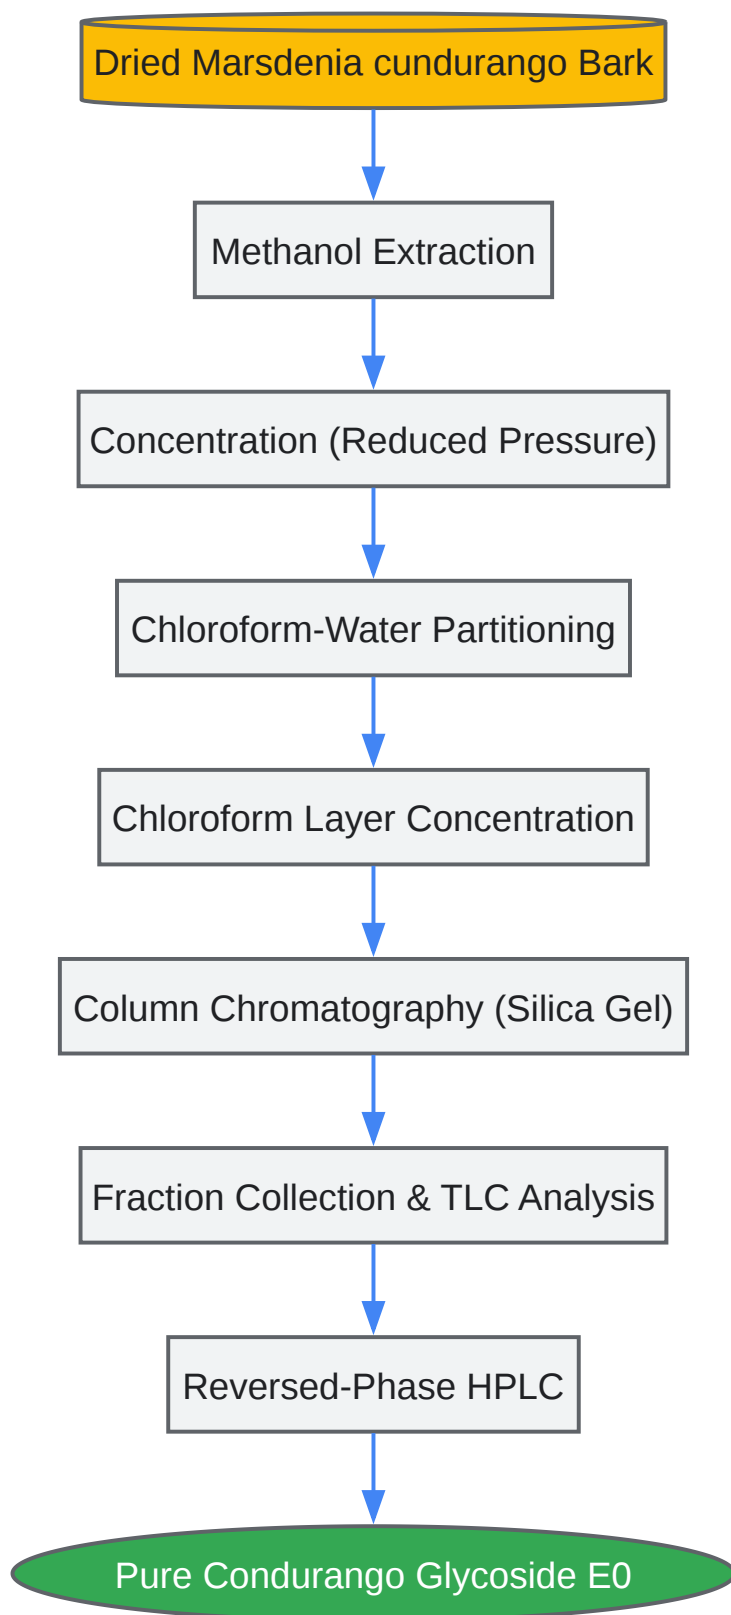 Dried Marsdenia cundurango Bark
Methanol Extraction
Concentration (Reduced Pressure)
Chloroform-Water Partitioning
Chloroform Layer Concentration
Column Chromatography (Silica Gel)
Fraction Collection & TLC Analysis
Reversed-Phase HPLC
Pure Condurango Glycoside E0